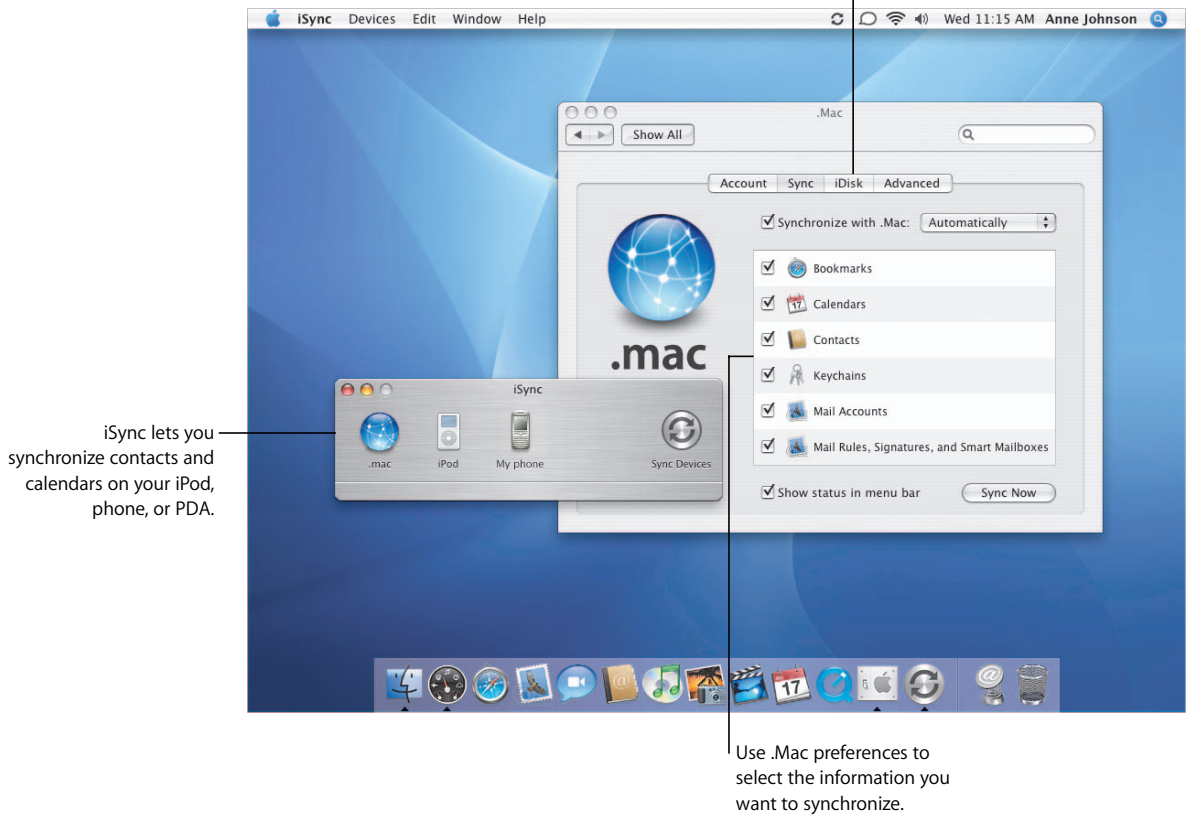 iSync Devices Edit Window Help Wed 11:15 AM Anne Johnson
.Mac
Show All
Account Sync iDisk Advanced
Synchronize with .Mac: Automatically
Bookmarks
17 Calendars
Contacts
.mac
Keychains
iSync
Mail Accounts
Mail Rules, Signatures, and Smart Mailboxes
.mac iPod My phone Sync Devices
Show status in menu bar Sync Now
iSync lets you
synchronize contacts and
calendars on your iPod,
phone, or PDA.
17
Use .Mac preferences to
select the information you
want to synchronize.